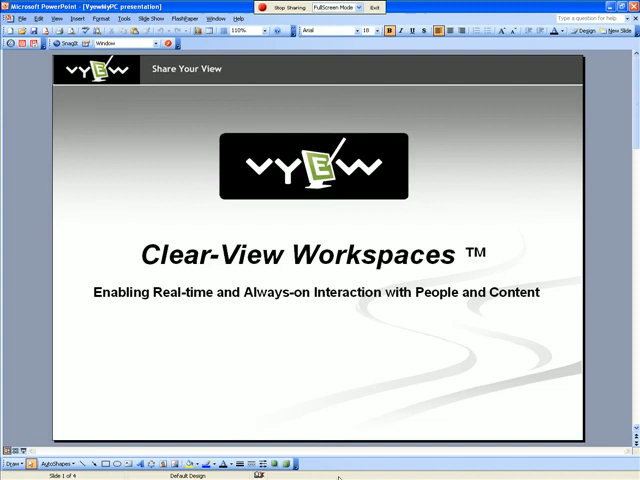 Microsoft PowerPoint - [VyewMyPC presentation]
Stop Sharing FullScreen Mode Exit
File Edit View Insert Format Tools Slide Show FlashPaper Window Help
Type a question for help
110% Arial 18 B I U S Design New Slide
SnagIt Window
VYEW Share Your View
VYEW
Clear-View Workspaces ™
Enabling Real-time and Always-on Interaction with People and Content
Draw AutoShapes
Slide 1 of 4 Default Design